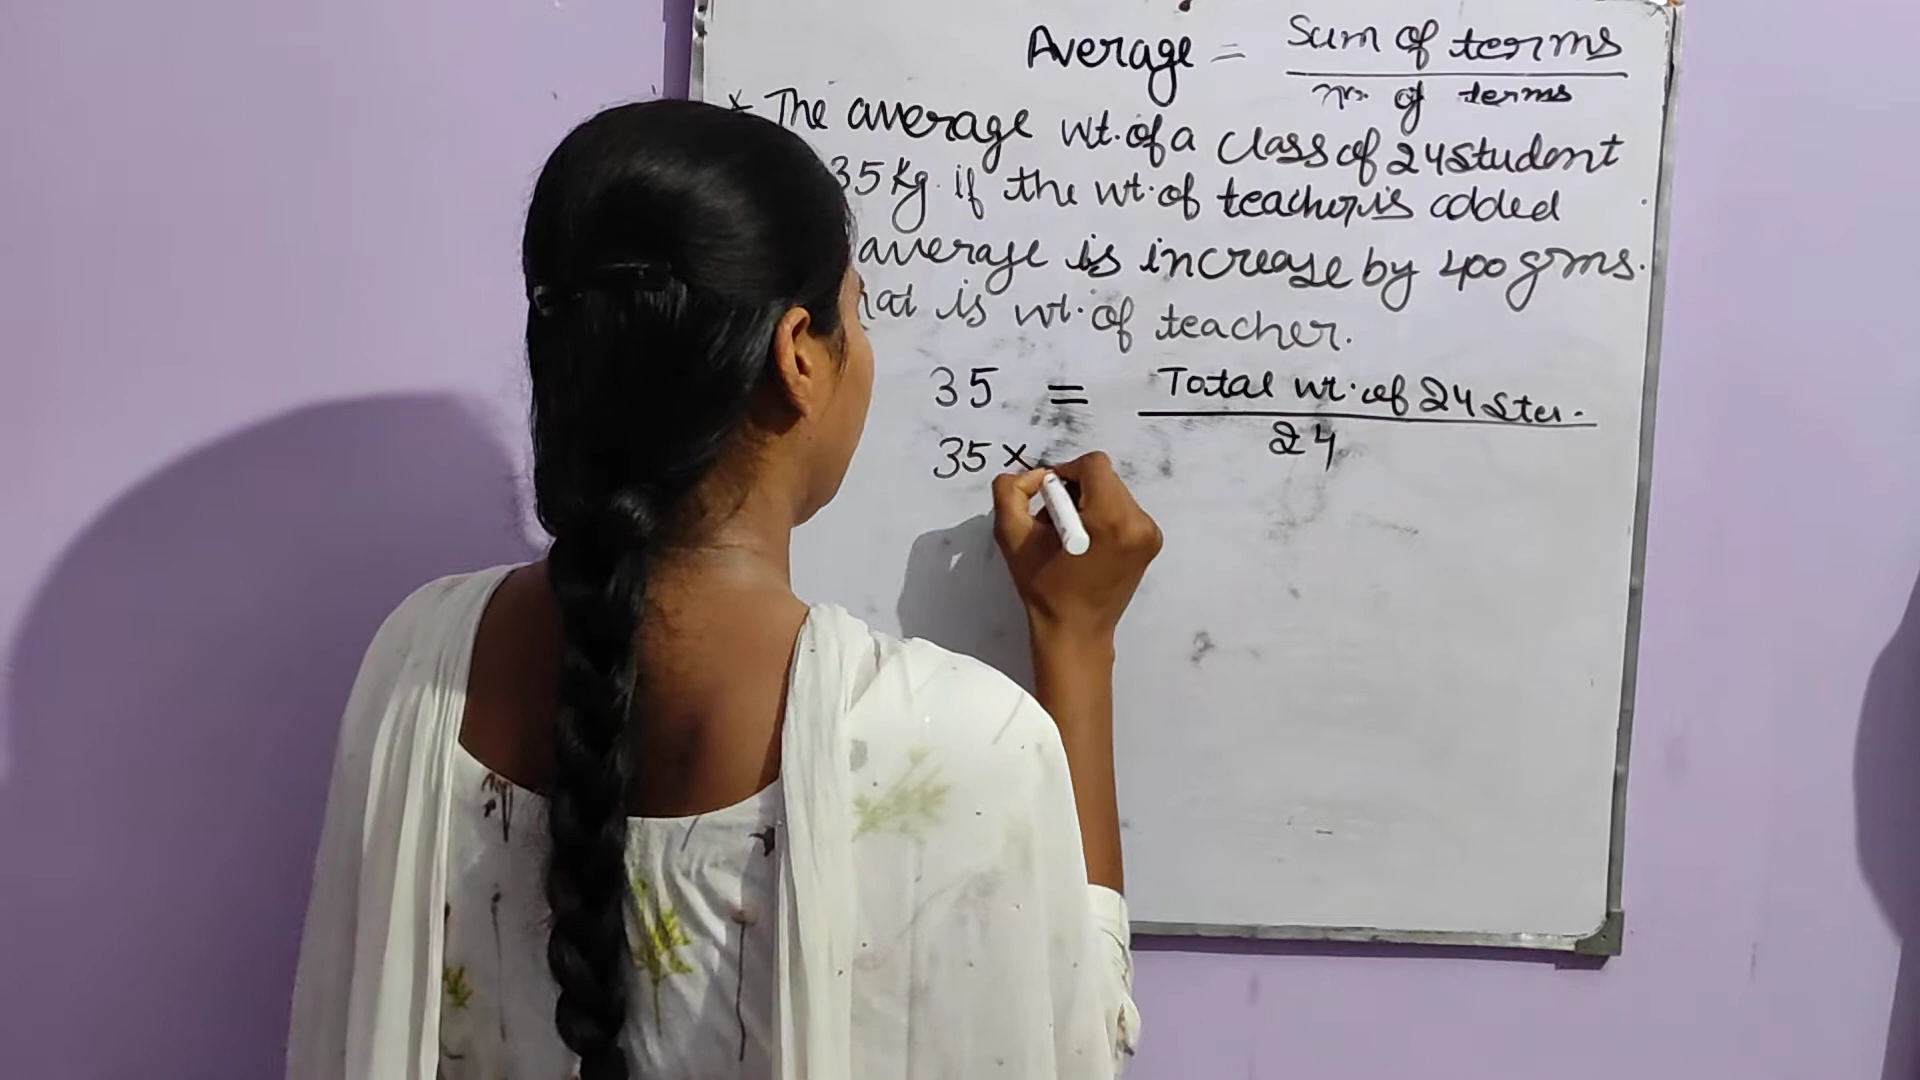 Average = Sum of terms
no. of terms
* The average wt. of a class of 24 student
35 Kg. if the wt. of teacher is added
average is increase by 400 grms.
hat is wt. of teacher.
35 = Total wt. of 24 Stu.
24
35 ×